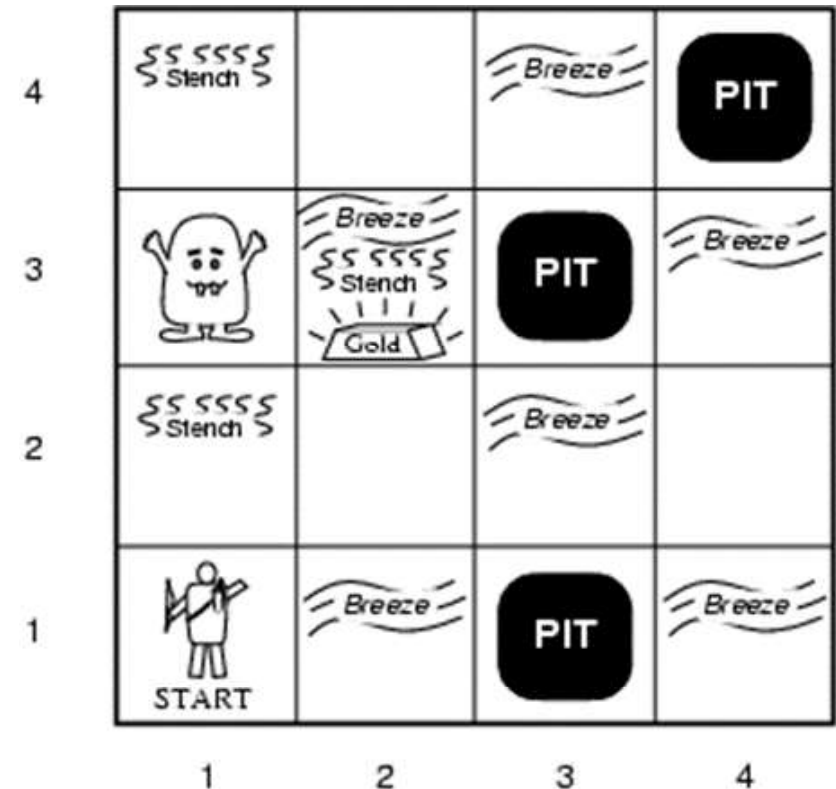 4
Stench
Breeze
PIT
3
Breeze
Stench
Gold
PIT
Breeze
2
Stench
Breeze
1
START
Breeze
PIT
Breeze
1 2 3 4